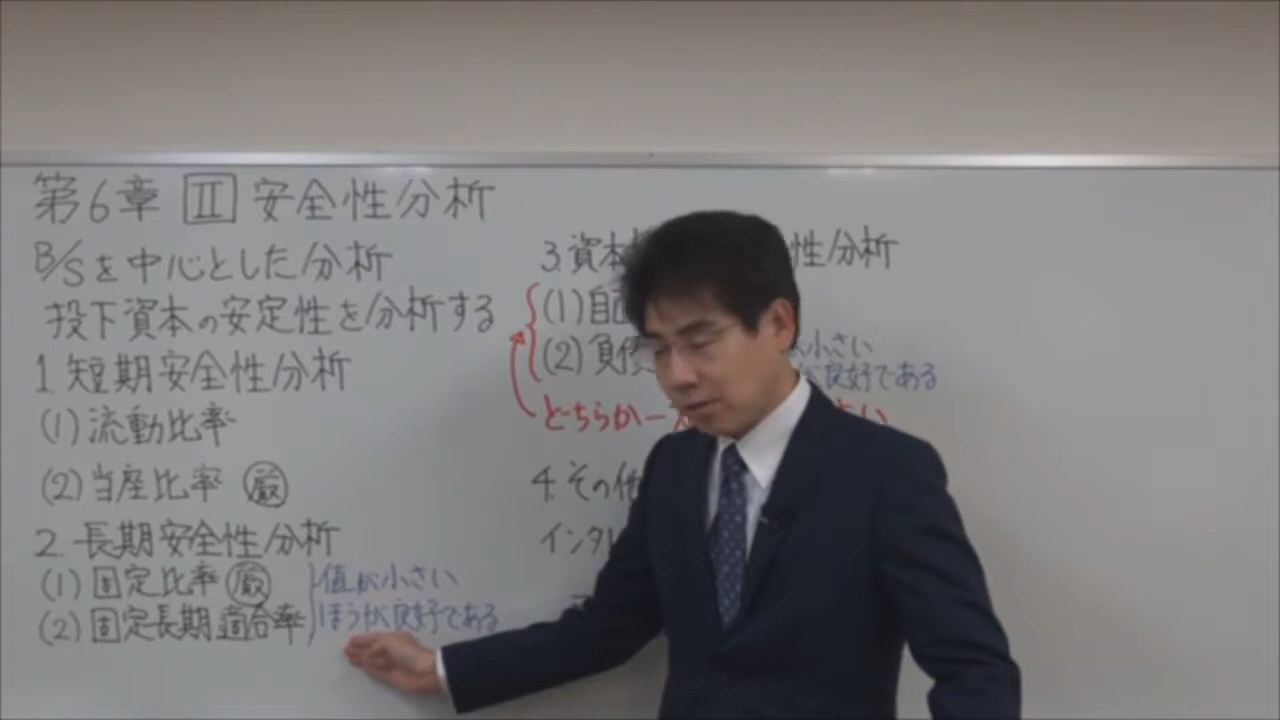 第6章 Ⅱ 安全性分析
B/Sを中心とした分析
投下資本の安定性を分析する
1. 短期安全性分析
(1) 流動比率
(2) 当座比率 厳
2. 長期安全性分析
(1) 固定比率 厳
(2) 固定長期適合率
値が小さい
ほうが良好である
3. 資本 性分析
(1) 自
(2) 負債
小さい
良好である
どちらか一
4. その他
インタレ